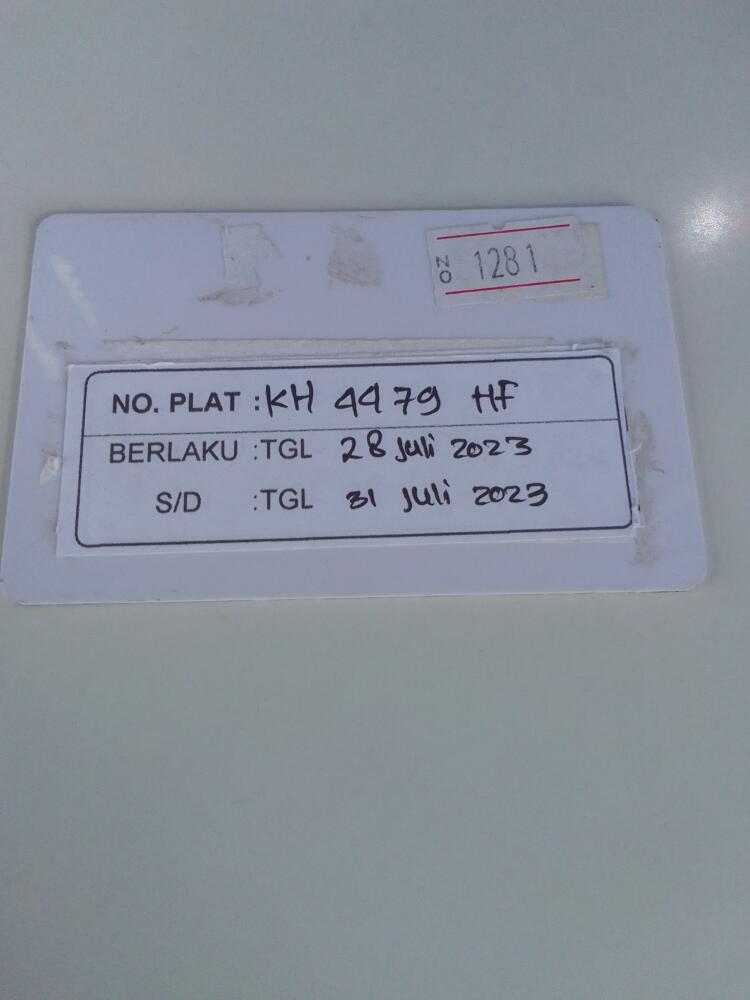 NO 1281
NO. PLAT : KH 4479 HF
BERLAKU : TGL 28 Juli 2023
S/D : TGL 31 Juli 2023